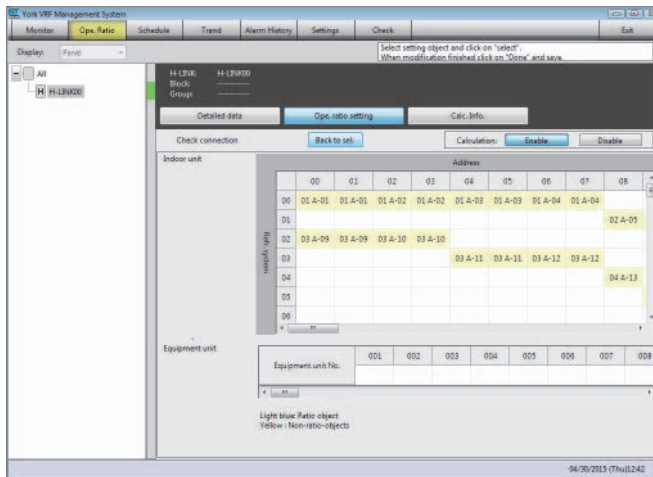 York VRF Management System
Monitor Ope. Ratio Schedule Trend Alarm History Settings Check Exit
Display: Panel
Select setting object and click on "select".
When modification finished click on "Done" and save.
All
H H-LINK00
H-LINK: H-LINK00
Block: ----------
Group: ----------
Detailed data Ope. ratio setting Calc. Info.
Check connection Back to sel. Calculation: Enable Disable
Indoor unit
Address
00 01 02 03 04 05 06 07 08
Refr. system
00 01 A-01 01 A-01 01 A-02 01 A-02 01 A-03 01 A-03 01 A-04 01 A-04
01 02 A-05
02 03 A-09 03 A-09 03 A-10 03 A-10
03 03 A-11 03 A-11 03 A-12 03 A-12
04 04 A-13
05
06
Equipment unit
Equipment unit No. 001 002 003 004 005 006 007 008
Light blue: Ratio object
Yellow : Non-ratio-objects
04/30/2015 (Thu)12:42